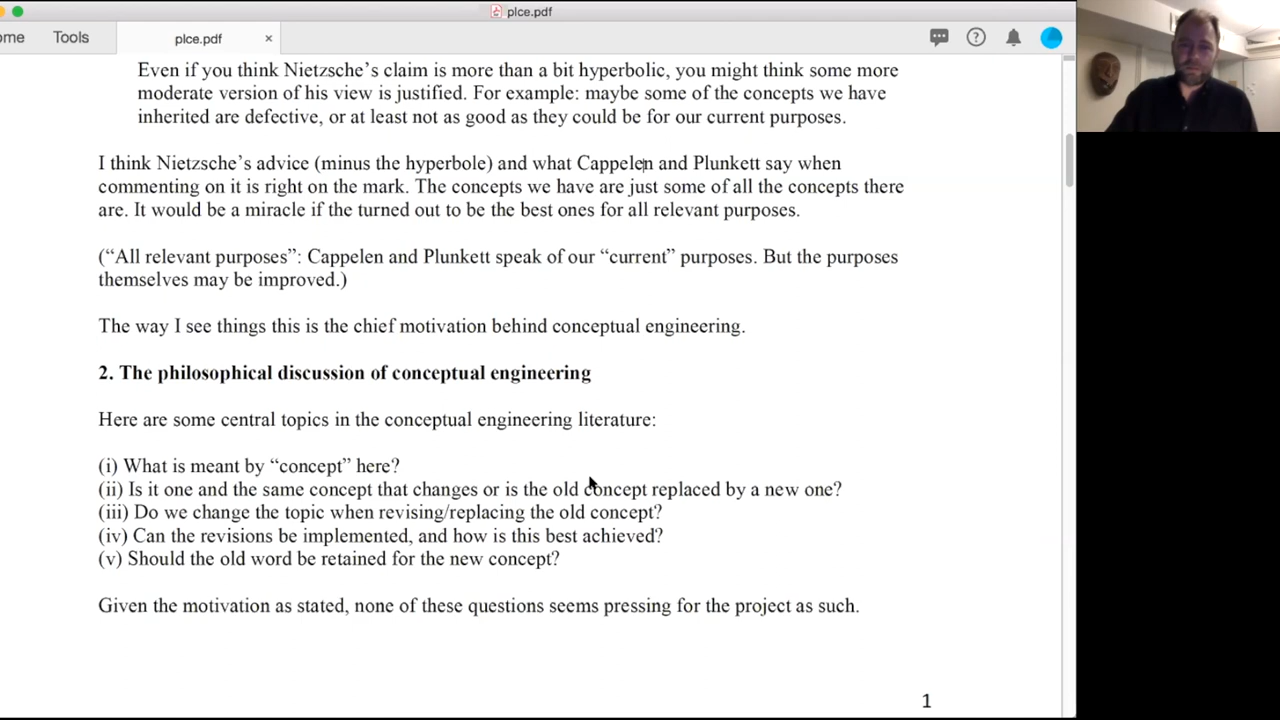 plce.pdf
ome Tools plce.pdf ×
Even if you think Nietzsche's claim is more than a bit hyperbolic, you might think some more
moderate version of his view is justified. For example: maybe some of the concepts we have
inherited are defective, or at least not as good as they could be for our current purposes.
I think Nietzsche's advice (minus the hyperbole) and what Cappelen and Plunkett say when
commenting on it is right on the mark. The concepts we have are just some of all the concepts there
are. It would be a miracle if the turned out to be the best ones for all relevant purposes.
(“All relevant purposes”: Cappelen and Plunkett speak of our “current” purposes. But the purposes
themselves may be improved.)
The way I see things this is the chief motivation behind conceptual engineering.
2. The philosophical discussion of conceptual engineering
Here are some central topics in the conceptual engineering literature:
(i) What is meant by “concept” here?
(ii) Is it one and the same concept that changes or is the old concept replaced by a new one?
(iii) Do we change the topic when revising/replacing the old concept?
(iv) Can the revisions be implemented, and how is this best achieved?
(v) Should the old word be retained for the new concept?
Given the motivation as stated, none of these questions seems pressing for the project as such.
1